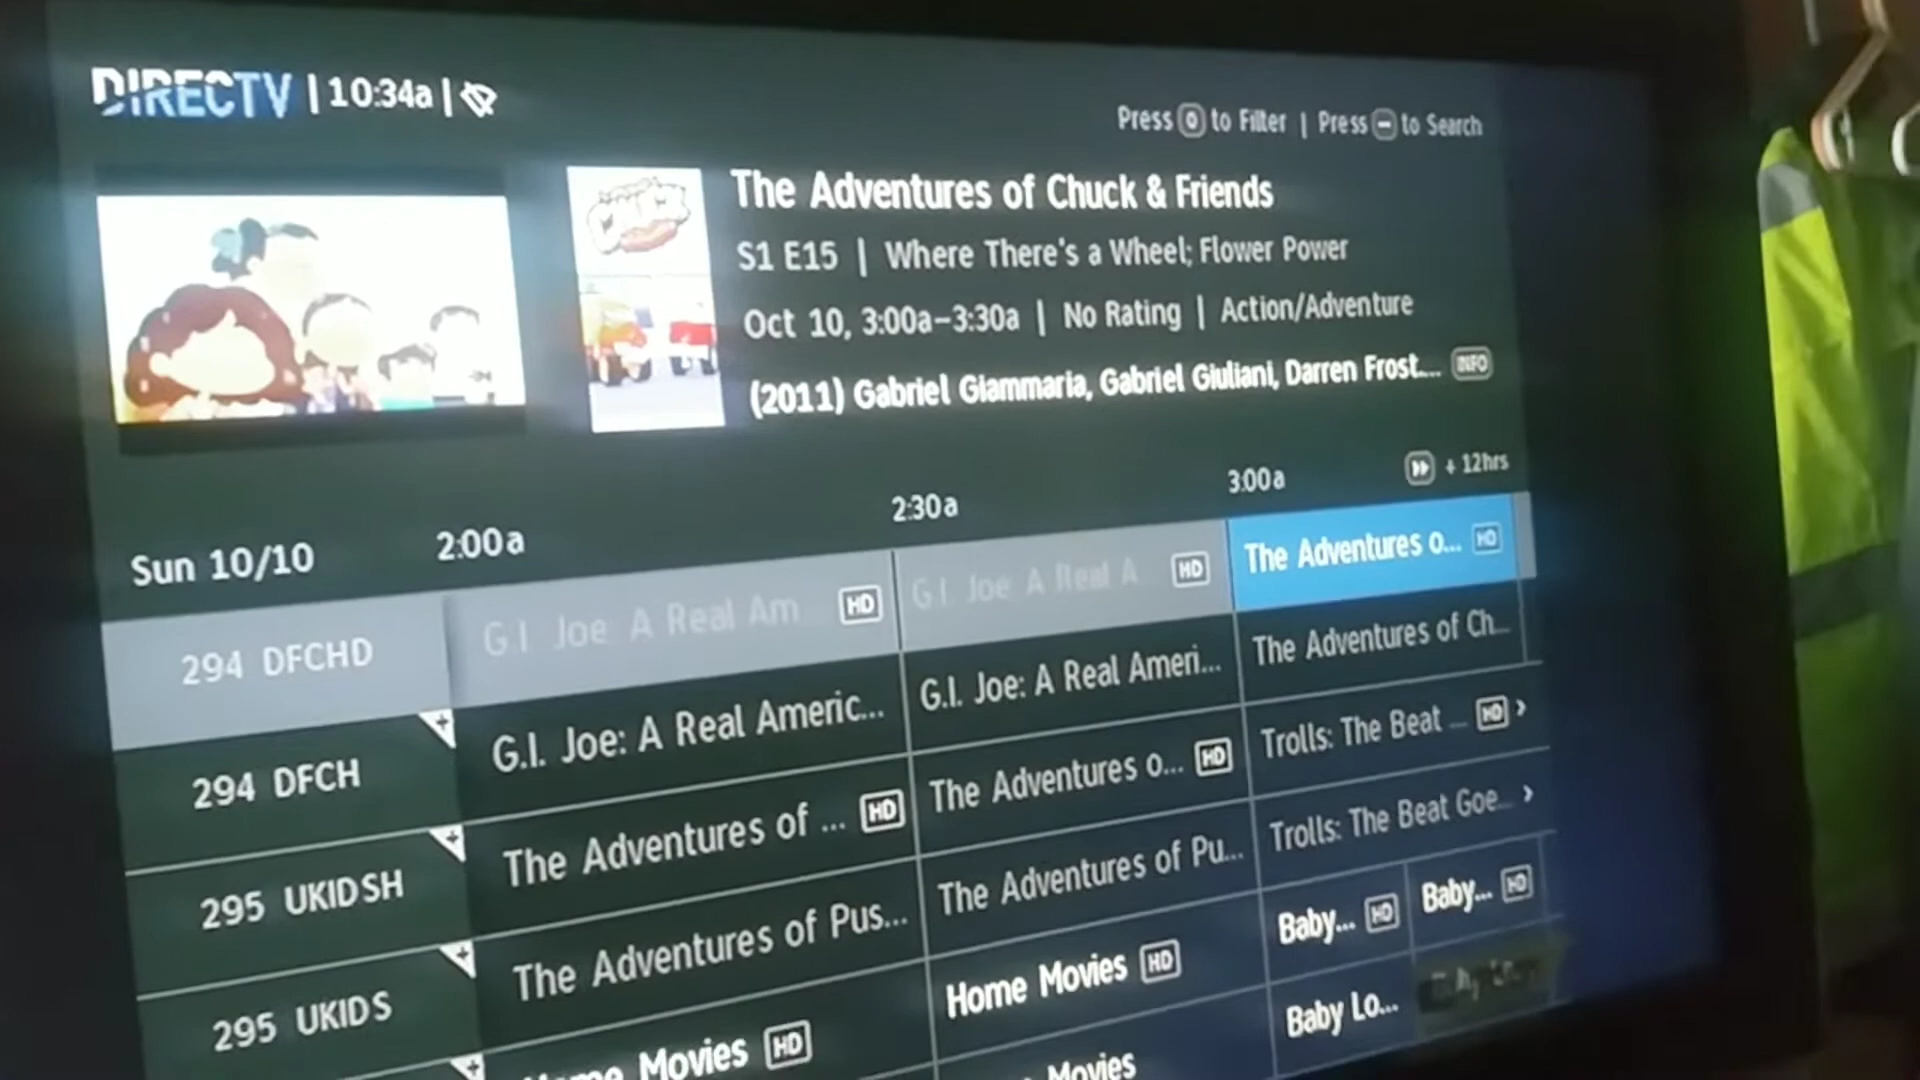 DIRECTV | 10:34a |
Press to Filter | Press to Search
The Adventures of Chuck & Friends
S1 E15 | Where There's a Wheel; Flower Power
Oct 10, 3:00a-3:30a | No Rating | Action/Adventure
(2011) Gabriel Giammaria, Gabriel Giuliani, Darren Frost... INFO
Sun 10/10 2:00a 2:30a 3:00a + 12hrs
294 DFCHD G.I. Joe A Real Am HD G.I. Joe A Real A HD The Adventures o... HD
294 DFCH G.I. Joe: A Real Americ... G.I. Joe: A Real Ameri... The Adventures of Ch...
295 UKIDSH The Adventures of ... HD The Adventures o... HD Trolls: The Beat ... HD >
295 UKIDS The Adventures of Pus... The Adventures of Pu... Trolls: The Beat Goe... >
Movies HD Home Movies HD Baby... HD Baby... HD
Movies Baby Lo...